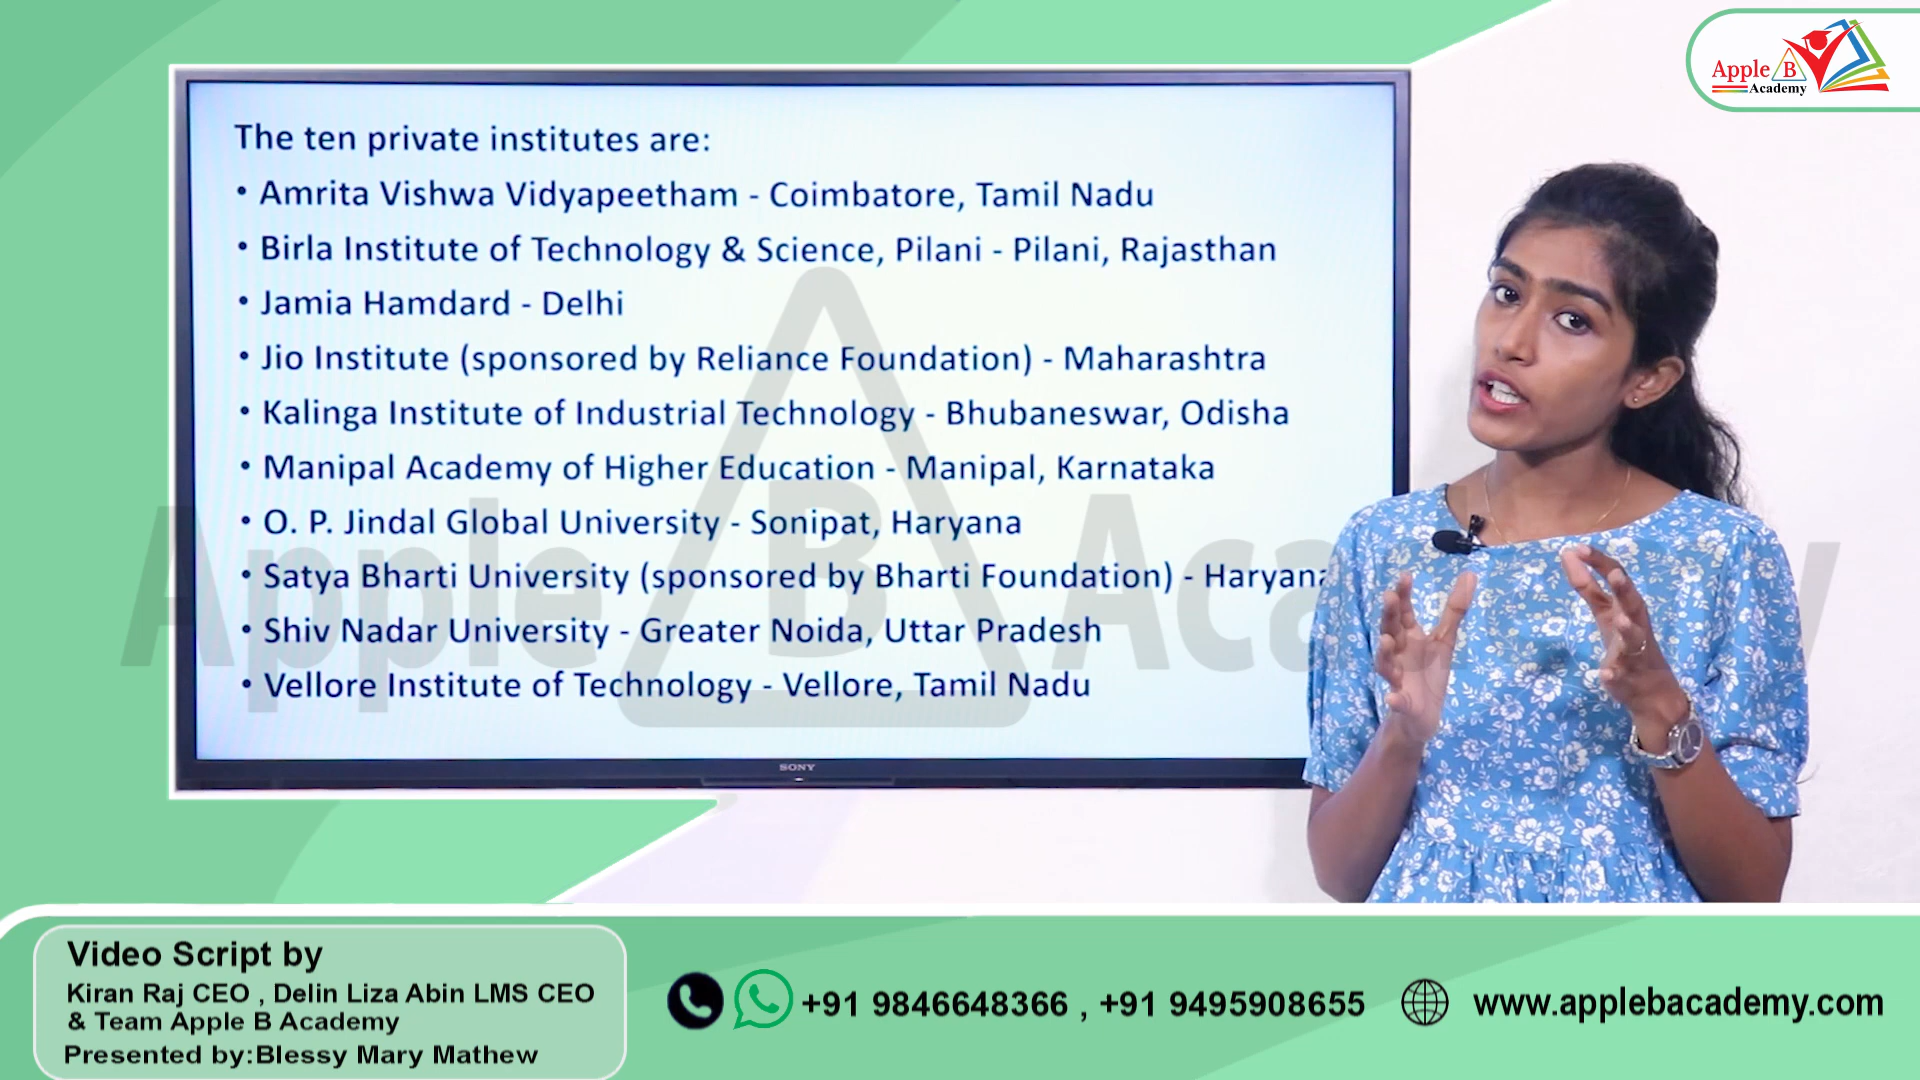 Apple B
Academy
The ten private institutes are:
• Amrita Vishwa Vidyapeetham - Coimbatore, Tamil Nadu
• Birla Institute of Technology & Science, Pilani - Pilani, Rajasthan
• Jamia Hamdard - Delhi
• Jio Institute (sponsored by Reliance Foundation) - Maharashtra
• Kalinga Institute of Industrial Technology - Bhubaneswar, Odisha
• Manipal Academy of Higher Education - Manipal, Karnataka
• O. P. Jindal Global University - Sonipat, Haryana
• Satya Bharti University (sponsored by Bharti Foundation) - Haryana
• Shiv Nadar University - Greater Noida, Uttar Pradesh
• Vellore Institute of Technology - Vellore, Tamil Nadu
Apple B Academy
SONY
Video Script by
Kiran Raj CEO , Delin Liza Abin LMS CEO
& Team Apple B Academy
Presented by:Blessy Mary Mathew
+91 9846648366 , +91 9495908655
www.applebacademy.com